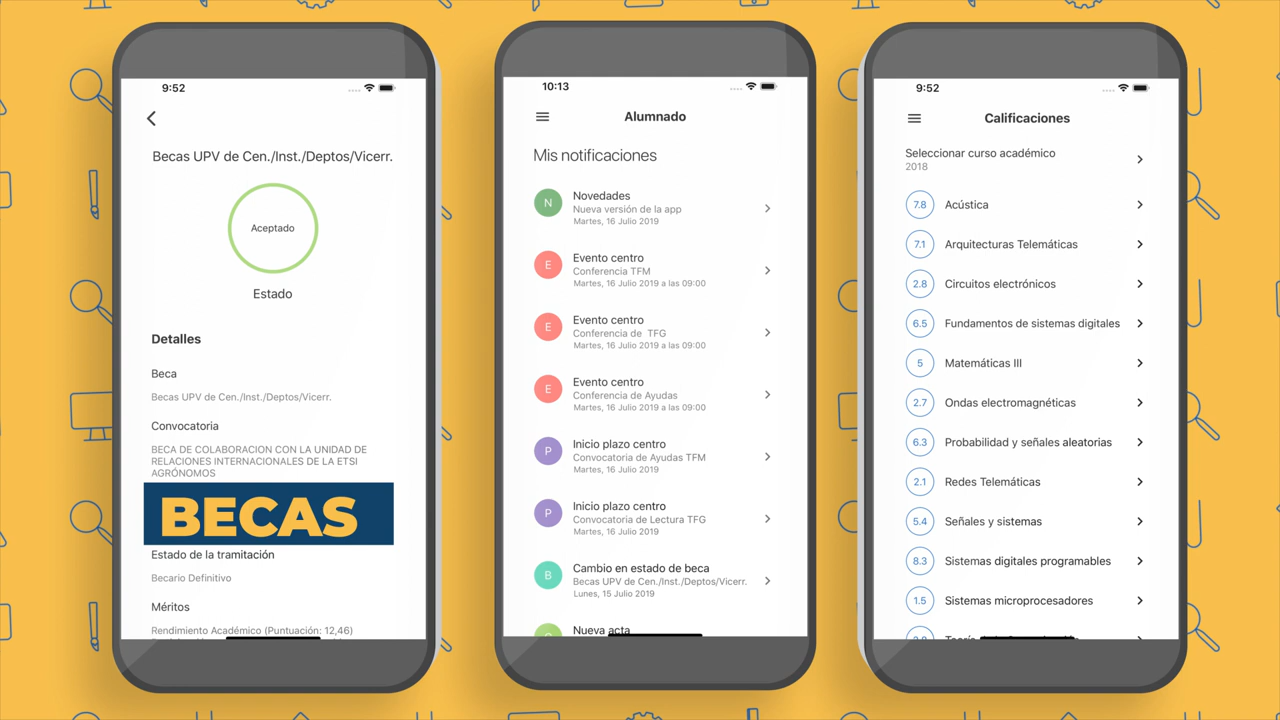 9:52
Becas UPV de Cen./Inst./Deptos/Vicerr.
Aceptado
Estado
Detalles
Beca
Becas UPV de Cen./Inst./Deptos/Vicerr.
Convocatoria
BECA DE COLABORACION CON LA UNIDAD DE
RELACIONES INTERNACIONALES DE LA ETSI
AGRÓNOMOS
BECAS
Estado de la tramitación
Becario Definitivo
Méritos
Rendimiento Académico (Puntuación: 12,46)
10:13
Alumnado
Mis notificaciones
N
Novedades
Nueva versión de la app
Martes, 16 Julio 2019
E
Evento centro
Conferencia TFM
Martes, 16 Julio 2019 a las 09:00
E
Evento centro
Conferencia de  TFG
Martes, 16 Julio 2019 a las 09:00
E
Evento centro
Conferencia de Ayudas
Martes, 16 Julio 2019 a las 09:00
P
Inicio plazo centro
Convocatoria de Ayudas TFM
Martes, 16 Julio 2019
P
Inicio plazo centro
Convocatoria de Lectura TFG
Martes, 16 Julio 2019
B
Cambio en estado de beca
Becas UPV de Cen./Inst./Deptos/Vicerr.
Lunes, 15 Julio 2019
Nueva acta
9:52
Calificaciones
Seleccionar curso académico
2018
7.8 Acústica
7.1 Arquitecturas Telemáticas
2.8 Circuitos electrónicos
6.5 Fundamentos de sistemas digitales
5 Matemáticas III
2.7 Ondas electromagnéticas
6.3 Probabilidad y señales aleatorias
2.1 Redes Telemáticas
5.4 Señales y sistemas
8.3 Sistemas digitales programables
1.5 Sistemas microprocesadores